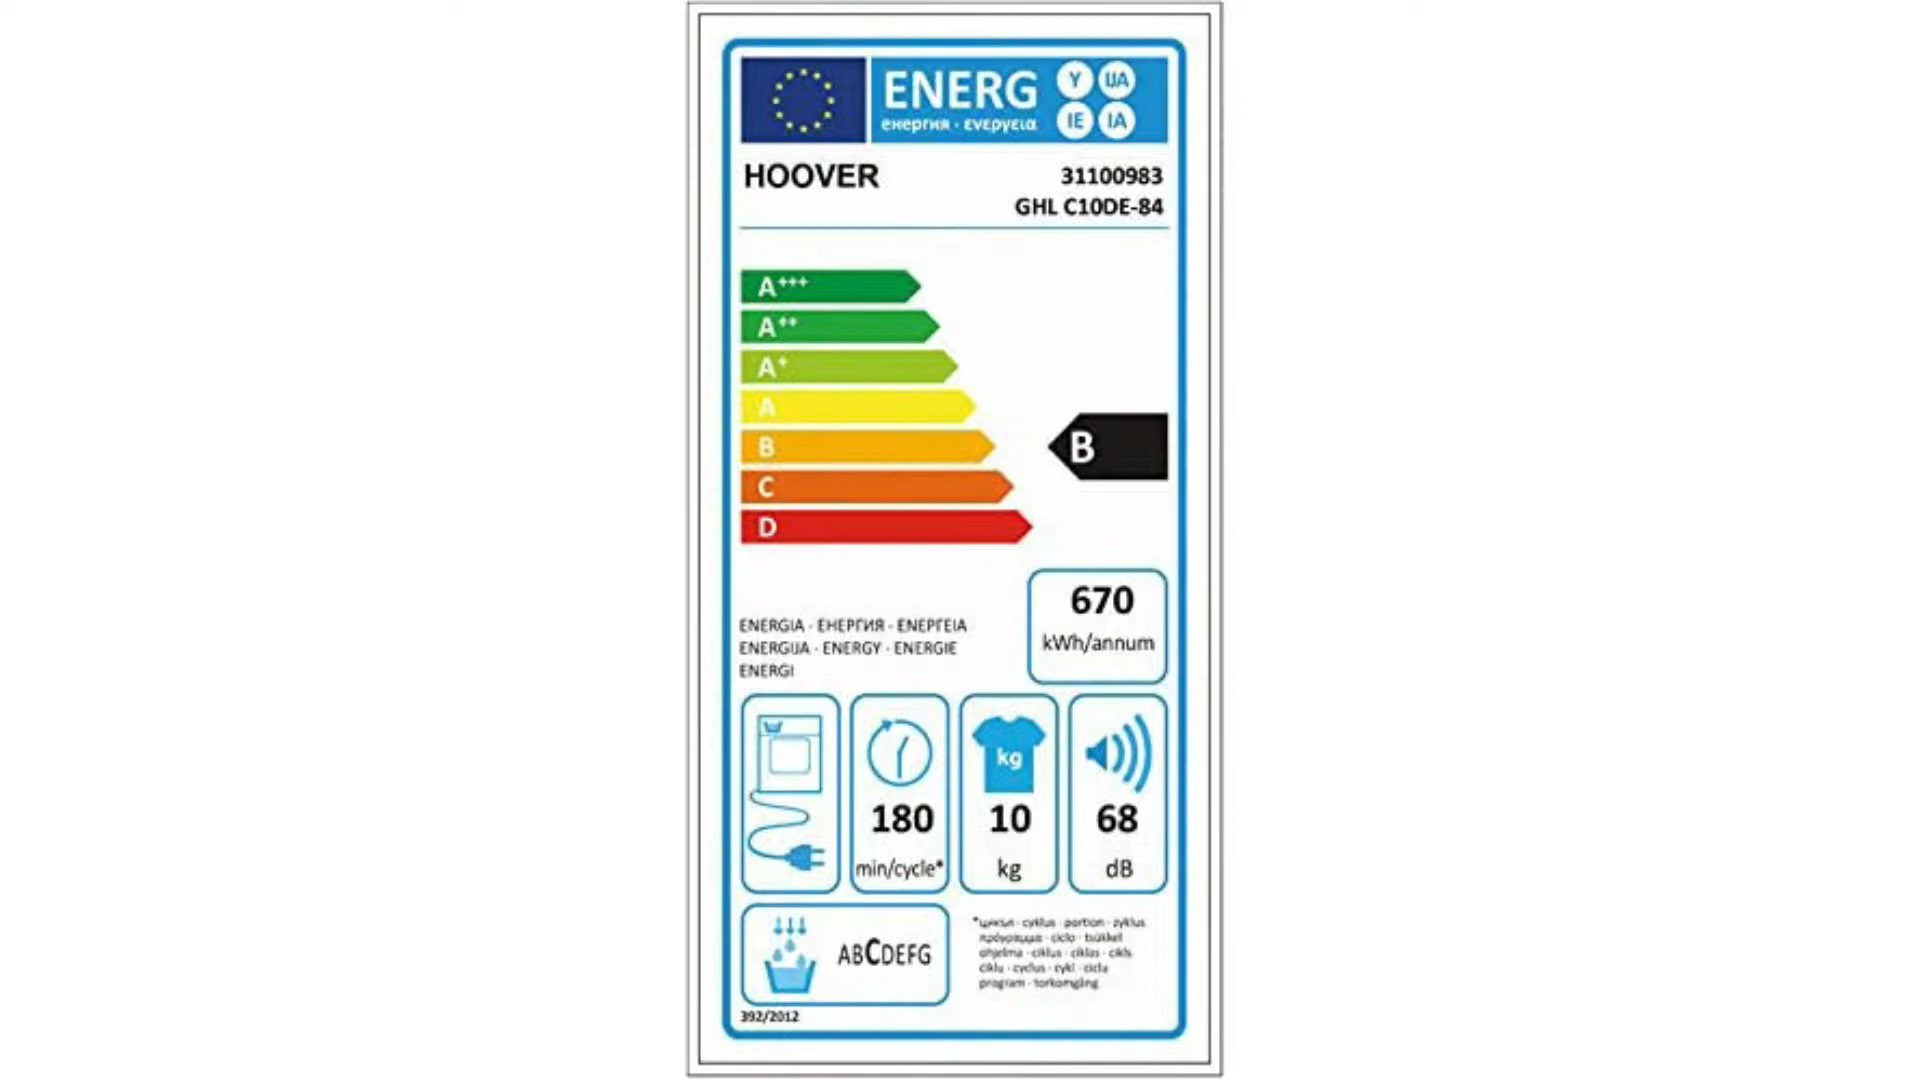 ENERG
енергия · ενεργεια
Y IJA
IE IA
HOOVER
31100983
GHL C10DE-84
A+++
A++
A+
A
B
C
D
B
670
kWh/annum
ENERGIA · ЕНЕРГИЯ · ΕΝΕΡΓΕΙΑ
ENERGIJA · ENERGY · ENERGIE
ENERGI
180
min/cycle*
kg
10
kg
68
dB
ABCDEFG
*цикъл · cyklus · portion · zyklus
πρόγραμμα · ciclo · tsükkel
ohjelma · ciklus · ciklas · cikls
ciklu · cyclus · cykl · cicla
program · torkomgång
392/2012